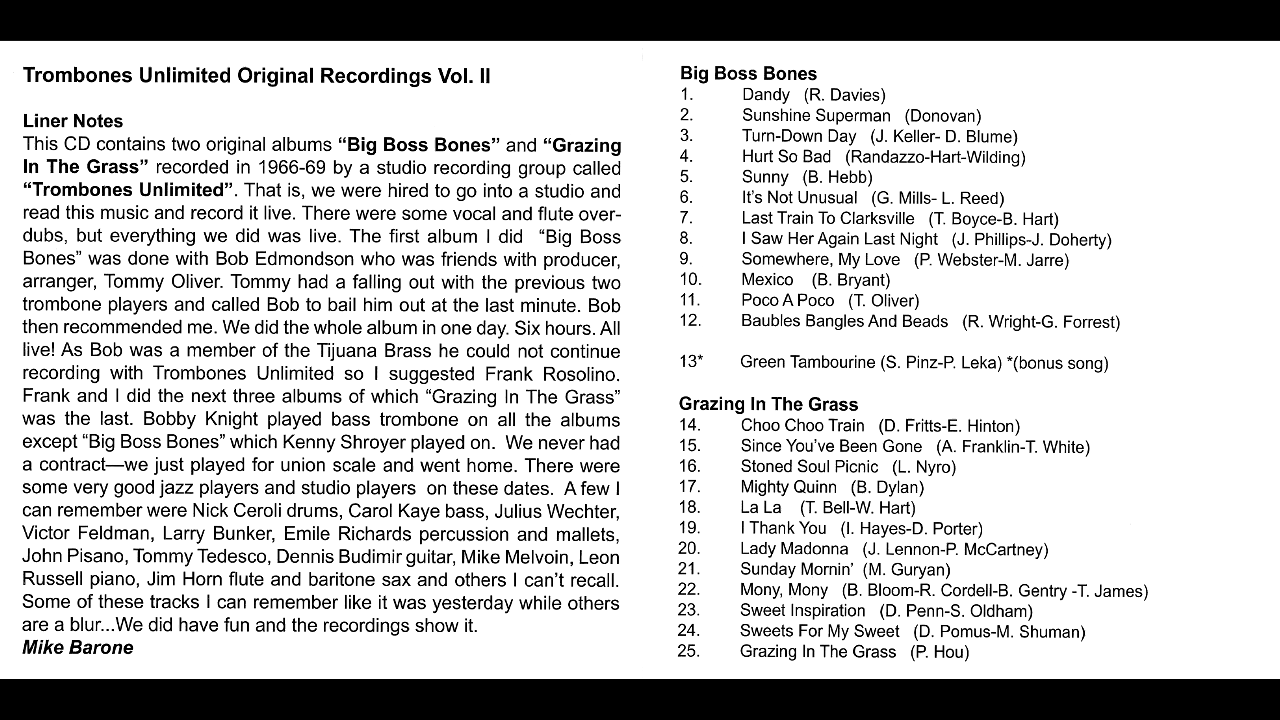 Trombones Unlimited Original Recordings Vol. II
Liner Notes
This CD contains two original albums “Big Boss Bones” and “Grazing
In The Grass” recorded in 1966-69 by a studio recording group called
“Trombones Unlimited”. That is, we were hired to go into a studio and
read this music and record it live. There were some vocal and flute over-
dubs, but everything we did was live. The first album I did “Big Boss
Bones” was done with Bob Edmondson who was friends with producer,
arranger, Tommy Oliver. Tommy had a falling out with the previous two
trombone players and called Bob to bail him out at the last minute. Bob
then recommended me. We did the whole album in one day. Six hours. All
live! As Bob was a member of the Tijuana Brass he could not continue
recording with Trombones Unlimited so I suggested Frank Rosolino.
Frank and I did the next three albums of which “Grazing In The Grass”
was the last. Bobby Knight played bass trombone on all the albums
except “Big Boss Bones” which Kenny Shroyer played on. We never had
a contract—we just played for union scale and went home. There were
some very good jazz players and studio players on these dates. A few I
can remember were Nick Ceroli drums, Carol Kaye bass, Julius Wechter,
Victor Feldman, Larry Bunker, Emile Richards percussion and mallets,
John Pisano, Tommy Tedesco, Dennis Budimir guitar, Mike Melvoin, Leon
Russell piano, Jim Horn flute and baritone sax and others I can’t recall.
Some of these tracks I can remember like it was yesterday while others
are a blur...We did have fun and the recordings show it.
Mike Barone
Big Boss Bones
1. Dandy (R. Davies)
2. Sunshine Superman (Donovan)
3. Turn-Down Day (J. Keller- D. Blume)
4. Hurt So Bad (Randazzo-Hart-Wilding)
5. Sunny (B. Hebb)
6. It’s Not Unusual (G. Mills- L. Reed)
7. Last Train To Clarksville (T. Boyce-B. Hart)
8. I Saw Her Again Last Night (J. Phillips-J. Doherty)
9. Somewhere, My Love (P. Webster-M. Jarre)
10. Mexico (B. Bryant)
11. Poco A Poco (T. Oliver)
12. Baubles Bangles And Beads (R. Wright-G. Forrest)
13* Green Tambourine (S. Pinz-P. Leka) *(bonus song)
Grazing In The Grass
14. Choo Choo Train (D. Fritts-E. Hinton)
15. Since You’ve Been Gone (A. Franklin-T. White)
16. Stoned Soul Picnic (L. Nyro)
17. Mighty Quinn (B. Dylan)
18. La La (T. Bell-W. Hart)
19. I Thank You (I. Hayes-D. Porter)
20. Lady Madonna (J. Lennon-P. McCartney)
21. Sunday Mornin’ (M. Guryan)
22. Mony, Mony (B. Bloom-R. Cordell-B. Gentry -T. James)
23. Sweet Inspiration (D. Penn-S. Oldham)
24. Sweets For My Sweet (D. Pomus-M. Shuman)
25. Grazing In The Grass (P. Hou)